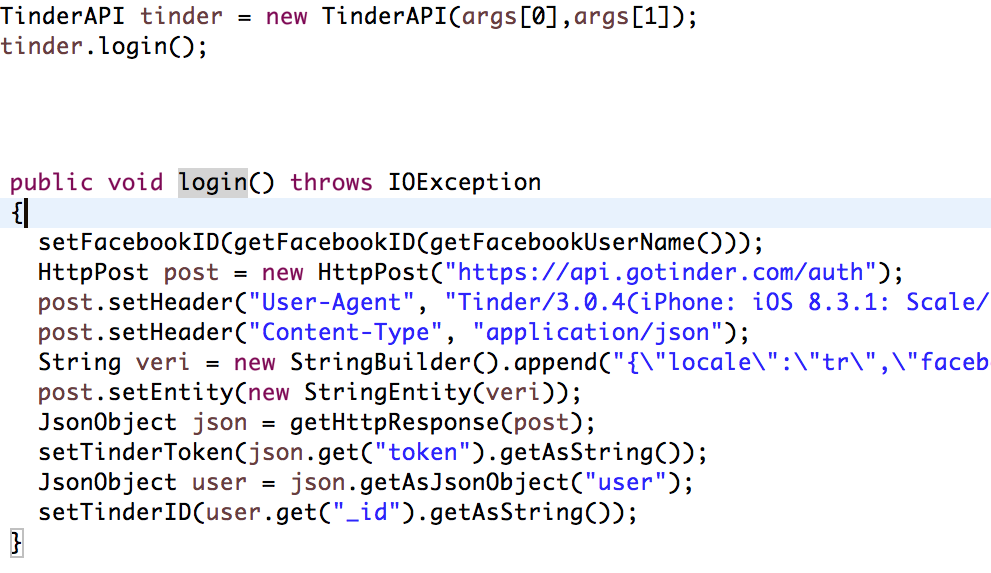 TinderAPI tinder = new TinderAPI(args[0],args[1]);
tinder.login();
public void login() throws IOException
{
setFacebookID(getFacebookID(getFacebookUserName()));
HttpPost post = new HttpPost("https://api.gotinder.com/auth");
post.setHeader("User-Agent", "Tinder/3.0.4(iPhone: iOS 8.3.1: Scale/
post.setHeader("Content-Type", "application/json");
String veri = new StringBuilder().append("{\"locale\":\"tr\",\"faceb
post.setEntity(new StringEntity(veri));
JsonObject json = getHttpResponse(post);
setTinderToken(json.get("token").getAsString());
JsonObject user = json.getAsJsonObject("user");
setTinderID(user.get("_id").getAsString());
}